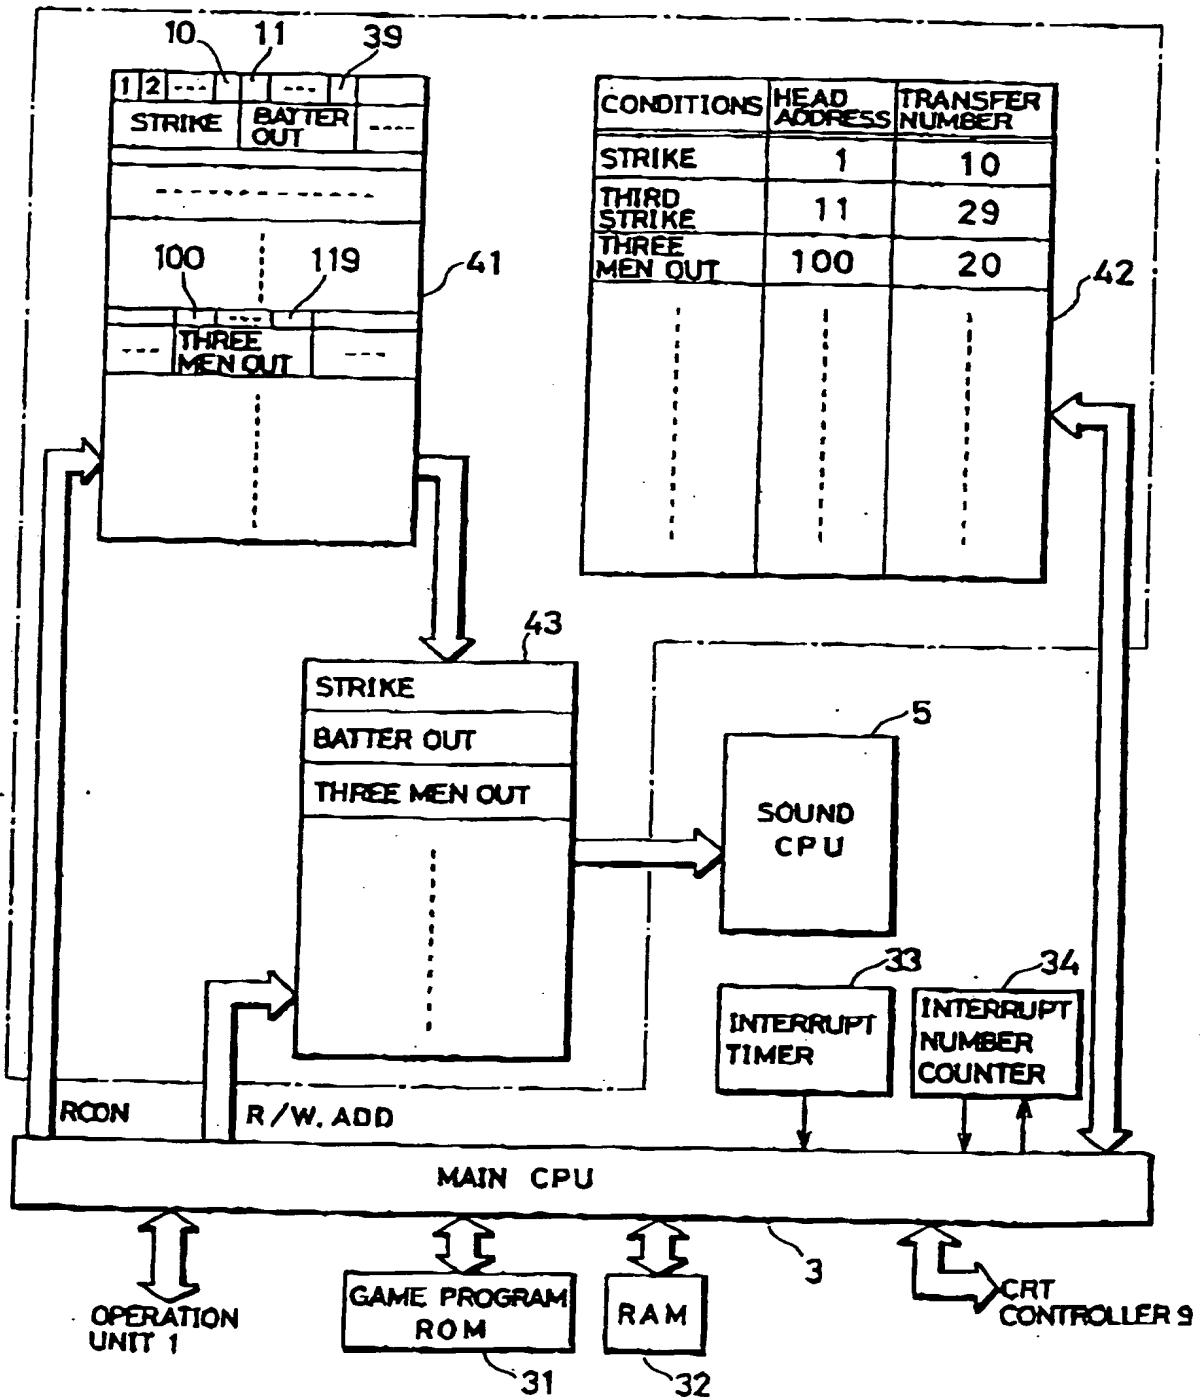 10 11 39
1 2 --- ---
STRIKE BATTER OUT ----
100 119
--- THREE MEN OUT ---
41
CONDITIONS HEAD ADDRESS TRANSFER NUMBER
STRIKE 1 10
THIRD STRIKE 11 29
THREE MEN OUT 100 20
42
43
STRIKE
BATTER OUT
THREE MEN OUT
5
SOUND
CPU
33
INTERRUPT
TIMER
34
INTERRUPT
NUMBER
COUNTER
RCON
R/W. ADD
MAIN CPU
3
OPERATION
UNIT 1
GAME PROGRAM
ROM
31
RAM
32
CRT
CONTROLLER 9